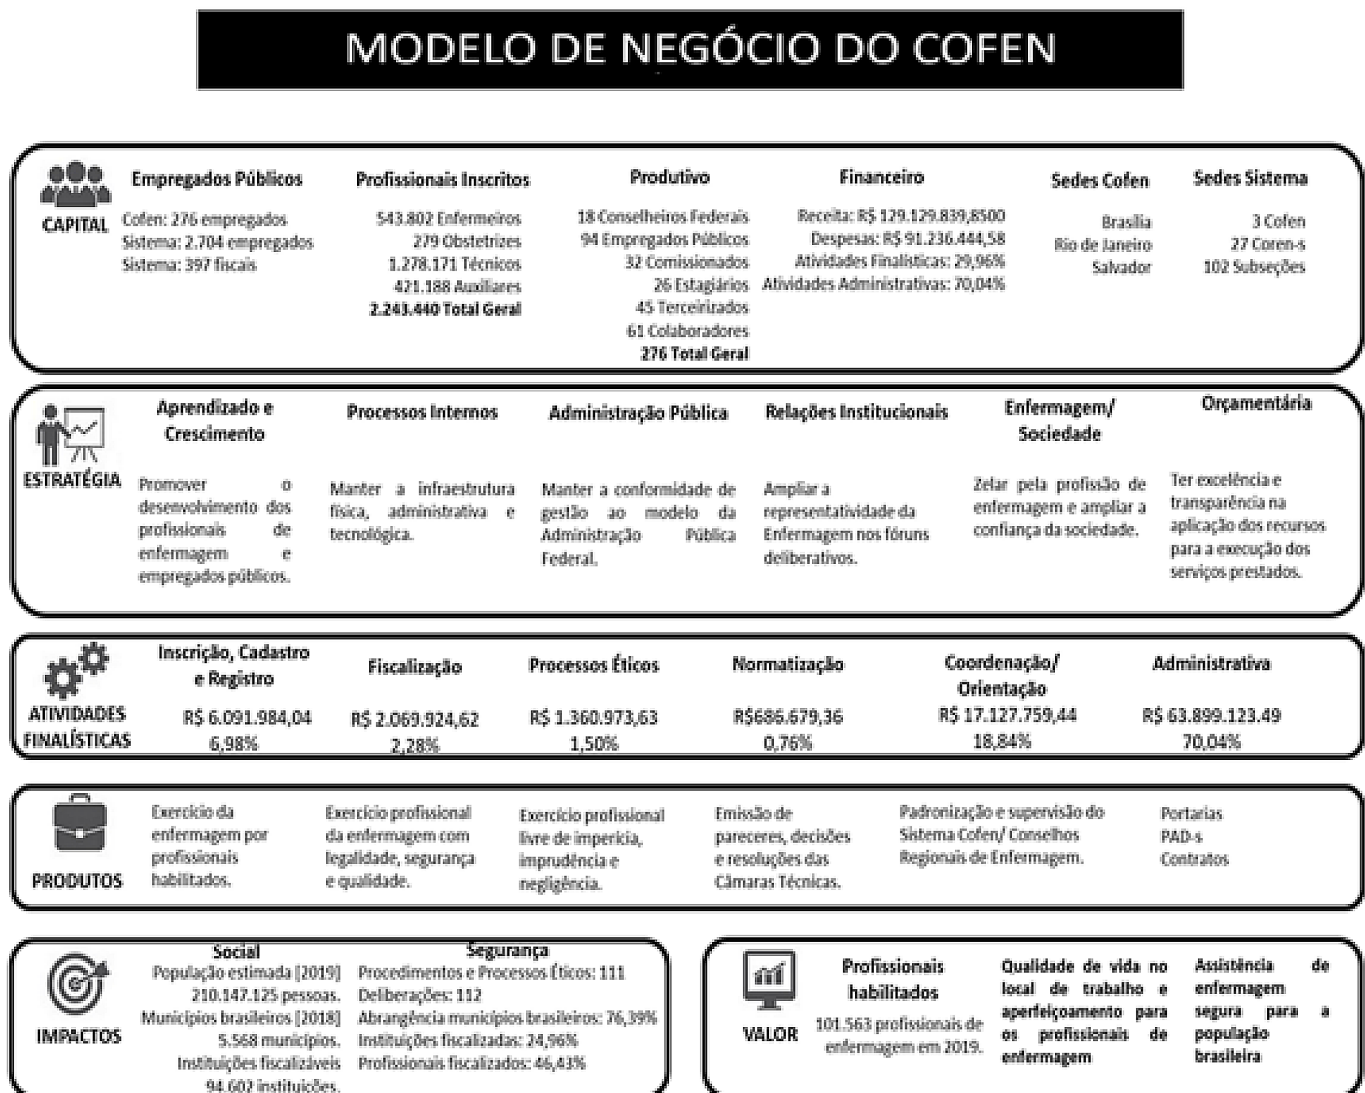 MODELO DE NEGÓCIO DO COFEN
CAPITAL
Empregados Públicos
Cofen: 276 empregados
Sistema: 2.704 empregados
Sistema: 397 fiscais
Profissionais Inscritos
543.802 Enfermeiros
279 Obstetrizes
1.278.171 Técnicos
421.188 Auxiliares
2.243.440 Total Geral
Produtivo
18 Conselheiros Federais
94 Empregados Públicos
32 Comissionados
26 Estagiários
45 Terceirizados
61 Colaboradores
276 Total Geral
Financeiro
Receita: R$ 129.129.839,8500
Despesas: R$ 91.236.444,58
Atividades Finalísticas: 29,96%
Atividades Administrativas: 70,04%
Sedes Cofen
Brasília
Rio de Janeiro
Salvador
Sedes Sistema
3 Cofen
27 Coren-s
102 Subseções
ESTRATÉGIA
Aprendizado e
Crescimento
Promover o
desenvolvimento dos
profissionais de
enfermagem e
empregados públicos.
Processos Internos
Manter a infraestrutura
física, administrativa e
tecnológica.
Administração Pública
Manter a conformidade de
gestão ao modelo da
Administração Pública
Federal.
Relações Institucionais
Ampliar a
representatividade da
Enfermagem nos fóruns
deliberativos.
Enfermagem/
Sociedade
Zelar pela profissão de
enfermagem e ampliar a
confiança da sociedade.
Orçamentária
Ter excelência e
transparência na
aplicação dos recursos
para a execução dos
serviços prestados.
ATIVIDADES
FINALÍSTICAS
Inscrição, Cadastro
e Registro
R$ 6.091.984,04
6,98%
Fiscalização
R$ 2.069.924,62
2,28%
Processos Éticos
R$ 1.360.973,63
1,50%
Normatização
R$686.679,36
0,76%
Coordenação/
Orientação
R$ 17.127.759,44
18,84%
Administrativa
R$ 63.899.123.49
70,04%
PRODUTOS
Exercício da
enfermagem por
profissionais
habilitados.
Exercício profissional
da enfermagem com
legalidade, segurança
e qualidade.
Exercício profissional
livre de imperícia,
imprudência e
negligência.
Emissão de
pareceres, decisões
e resoluções das
Câmaras Técnicas.
Padronização e supervisão do
Sistema Cofen/ Conselhos
Regionais de Enfermagem.
Portarias
PAD-s
Contratos
IMPACTOS
Social
População estimada [2019]
210.147.125 pessoas.
Municípios brasileiros [2018]
5.568 municípios.
Instituições fiscalizáveis
94.602 instituições.
Segurança
Procedimentos e Processos Éticos: 111
Deliberações: 112
Abrangência municípios brasileiros: 76,39%
Instituições fiscalizadas: 24,96%
Profissionais fiscalizados: 46,43%
VALOR
Profissionais
habilitados
101.563 profissionais de
enfermagem em 2019.
Qualidade de vida no
local de trabalho e
aperfeiçoamento para
os profissionais de
enfermagem
Assistência de
enfermagem
segura para a
população
brasileira